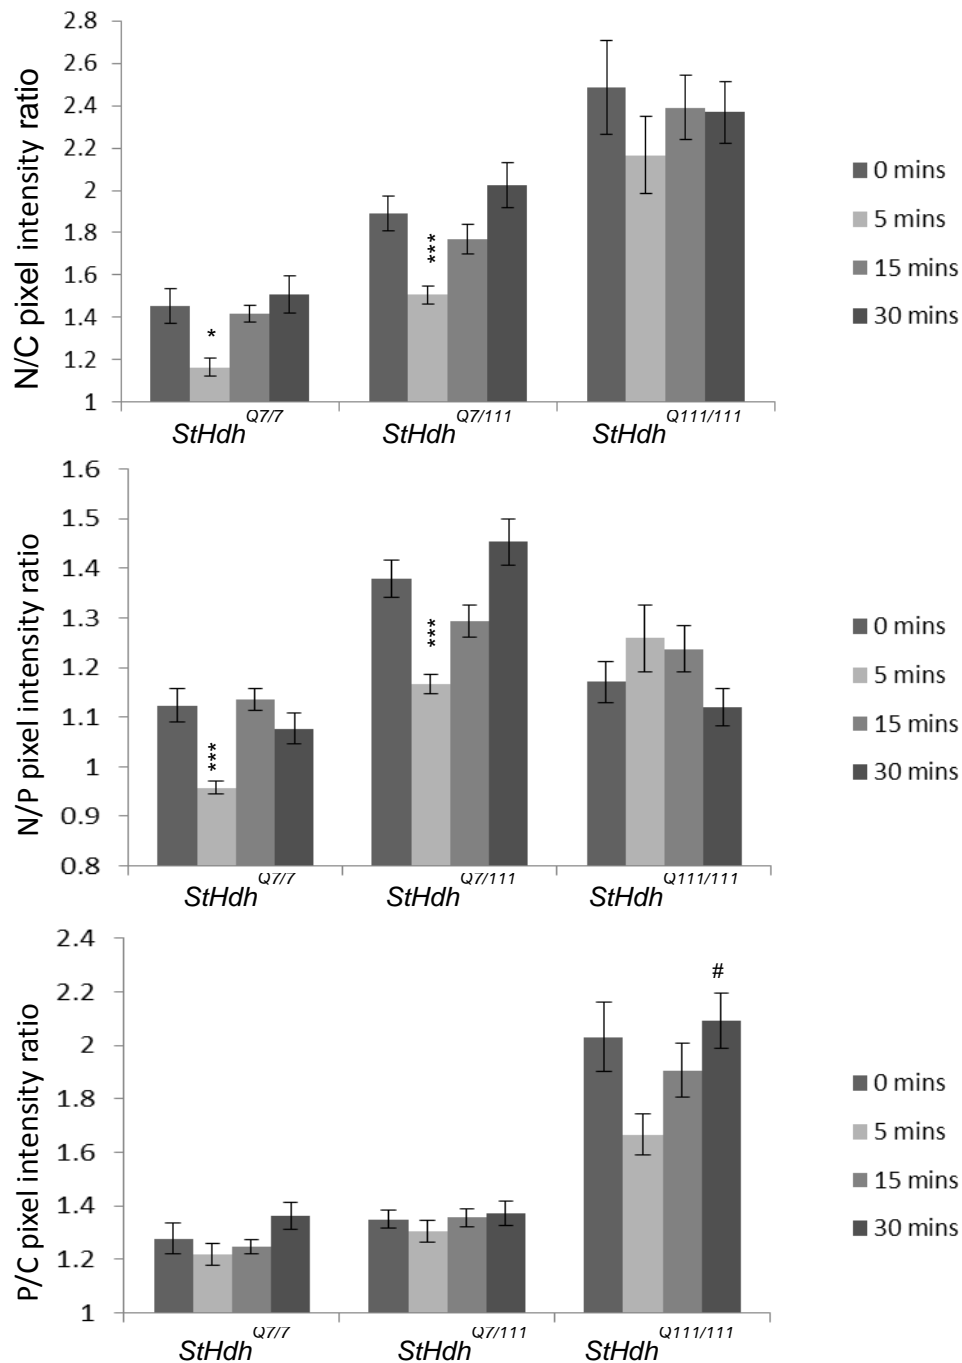 N/C pixel intensity ratio
2.8
2.6
2.4
2.2
2
1.8
1.6
1.4
1.2
1
*
***
StHdh Q7/7
StHdh Q7/111
StHdh Q111/111
0 mins
5 mins
15 mins
30 mins
N/P pixel intensity ratio
1.6
1.5
1.4
1.3
1.2
1.1
1
0.9
0.8
***
***
StHdh Q7/7
StHdh Q7/111
StHdh Q111/111
0 mins
5 mins
15 mins
30 mins
P/C pixel intensity ratio
2.4
2.2
2
1.8
1.6
1.4
1.2
1
#
StHdh Q7/7
StHdh Q7/111
StHdh Q111/111
0 mins
5 mins
15 mins
30 mins